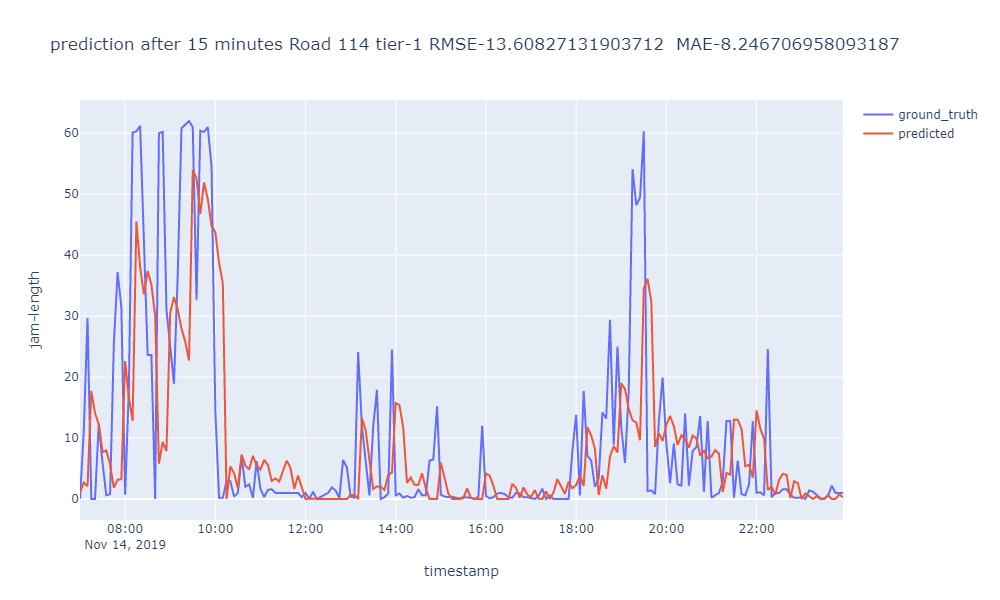 prediction after 15 minutes Road 114 tier-1 RMSE-13.60827131903712  MAE-8.246706958093187
ground_truth
predicted
60
50
40
30
20
10
0
jam-length
08:00 10:00 12:00 14:00 16:00 18:00 20:00 22:00
Nov 14, 2019
timestamp